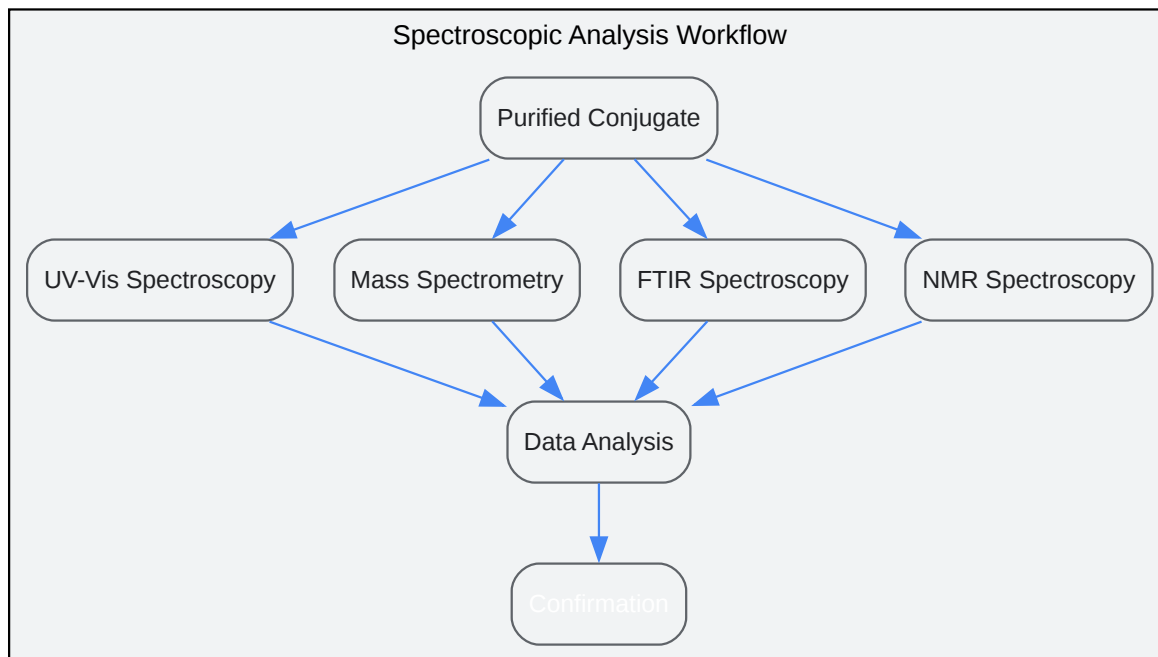 Spectroscopic Analysis Workflow
Purified Conjugate
UV-Vis Spectroscopy
Mass Spectrometry
FTIR Spectroscopy
NMR Spectroscopy
Data Analysis
Confirmation